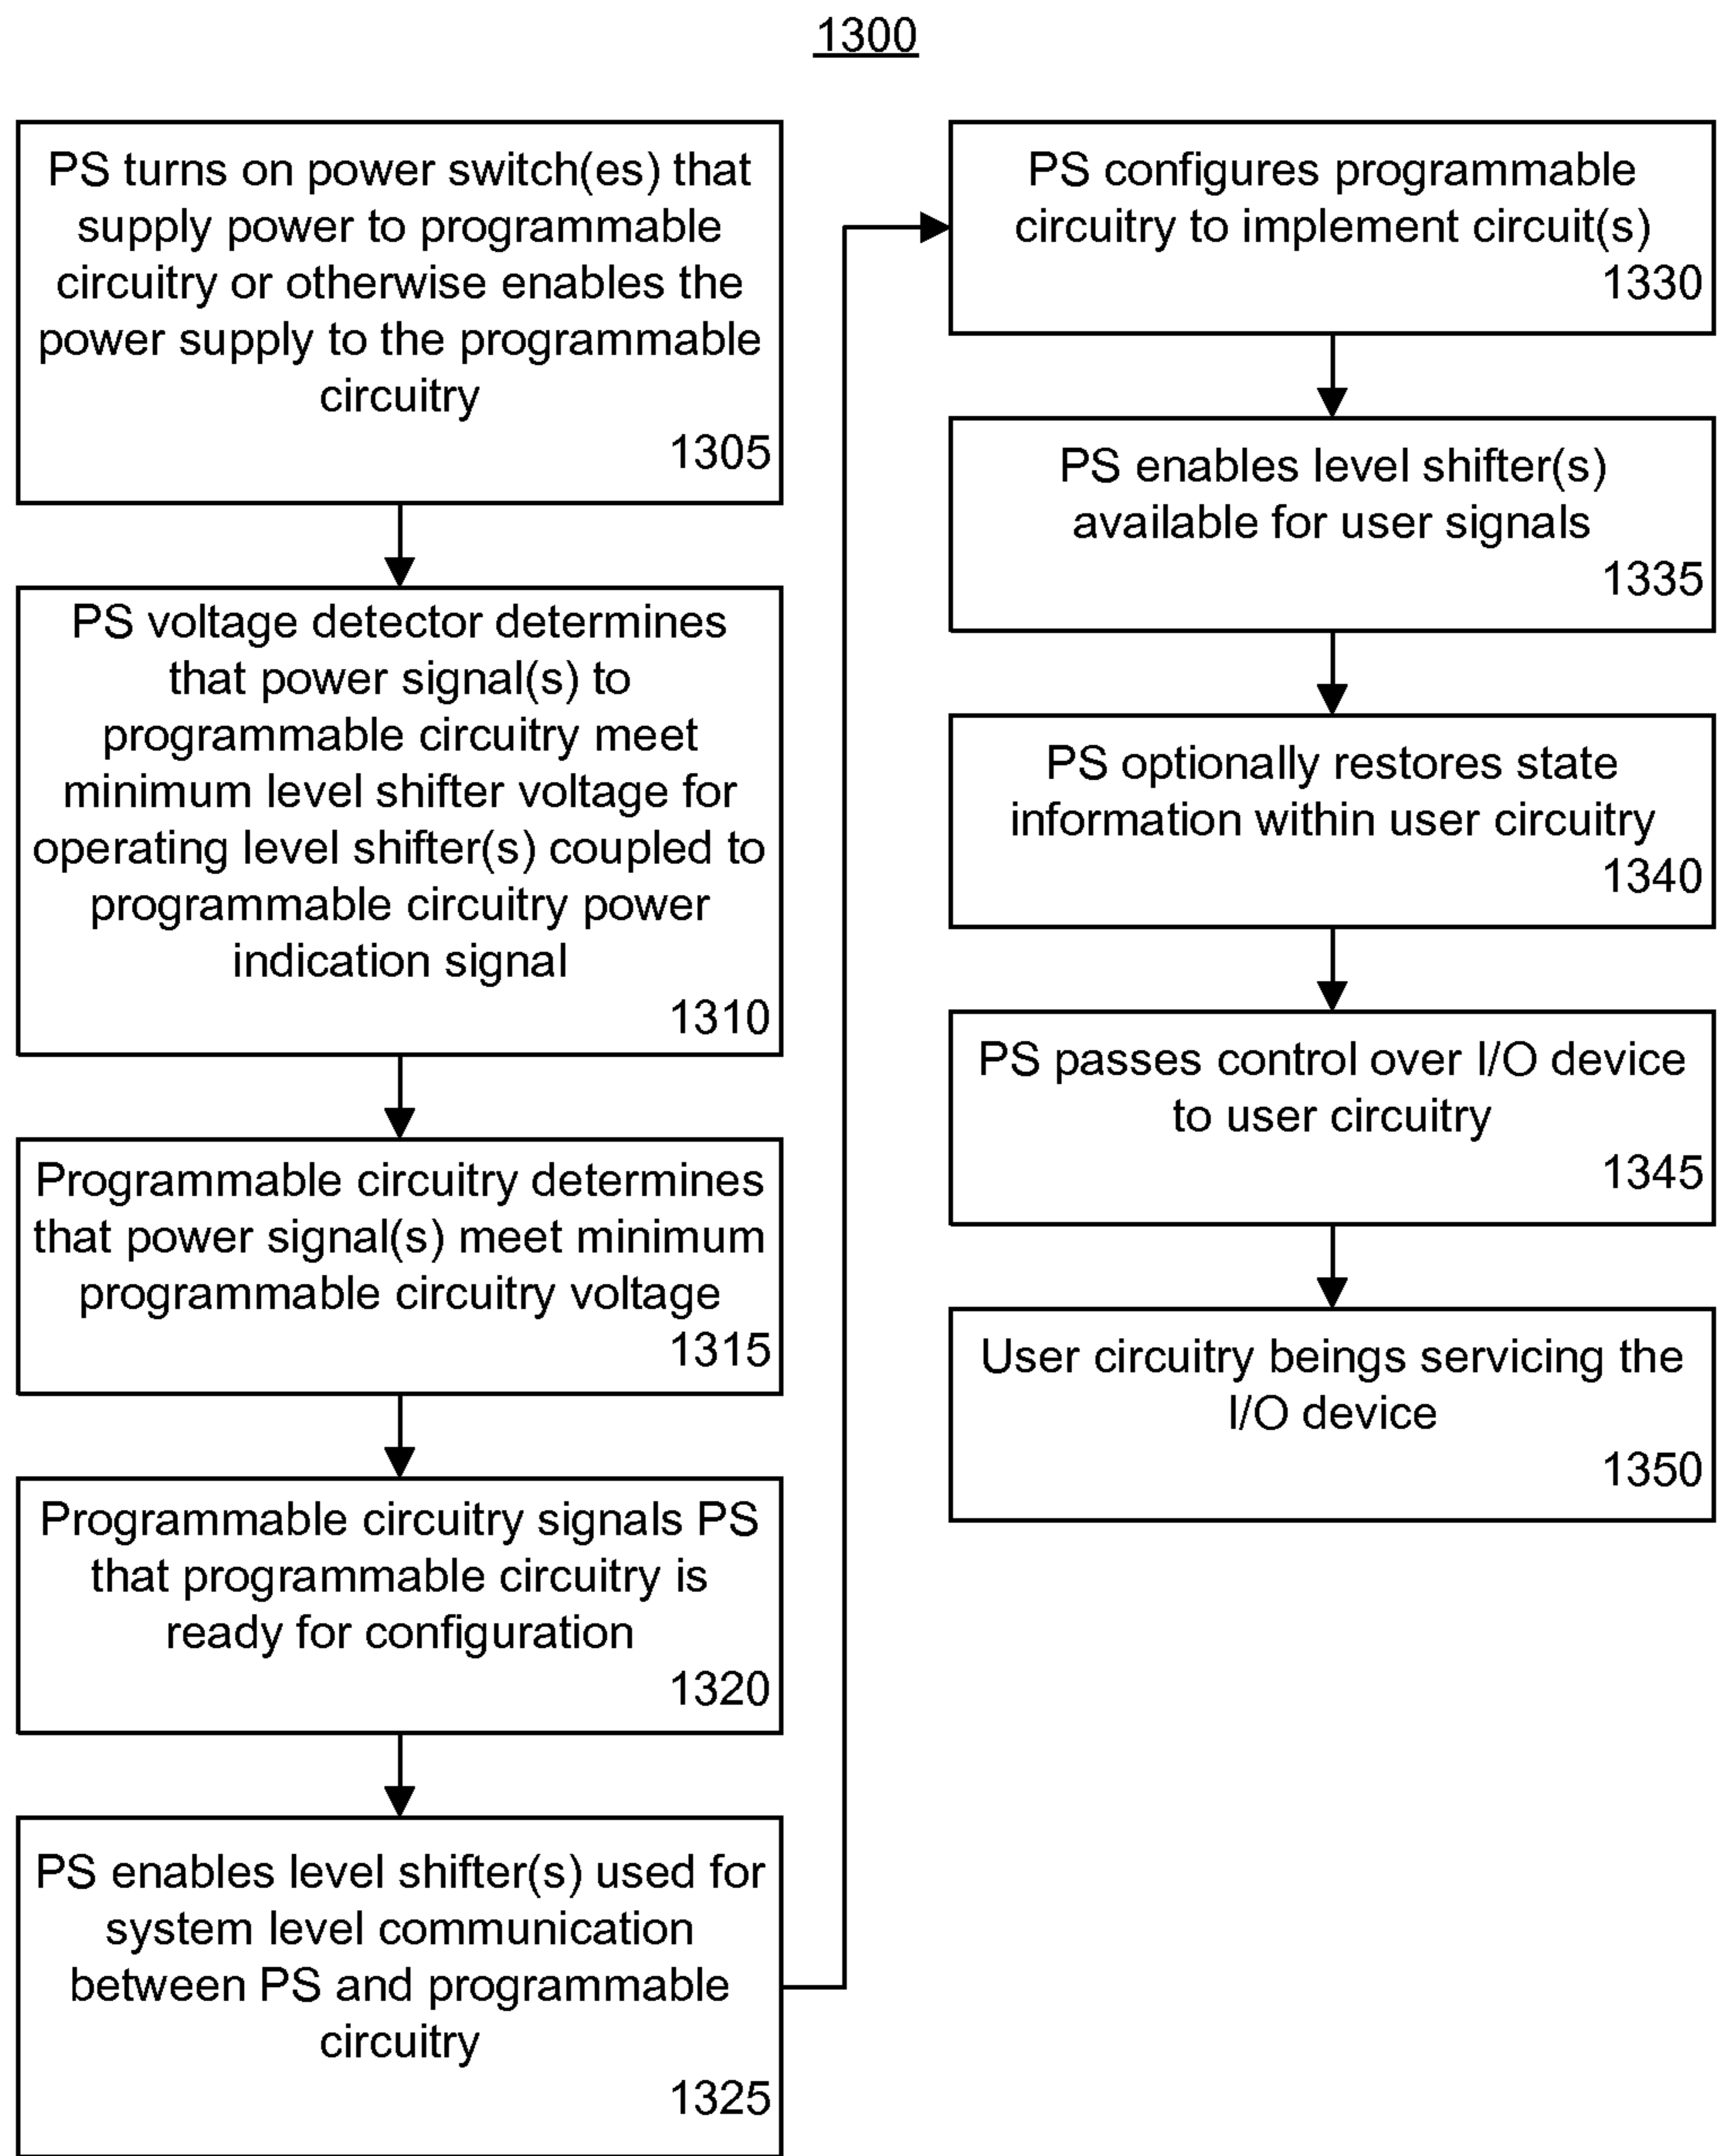 1300
PS turns on power switch(es) that
supply power to programmable
circuitry or otherwise enables the
power supply to the programmable
circuitry
1305
PS voltage detector determines
that power signal(s) to
programmable circuitry meet
minimum level shifter voltage for
operating level shifter(s) coupled to
programmable circuitry power
indication signal
1310
Programmable circuitry determines
that power signal(s) meet minimum
programmable circuitry voltage
1315
Programmable circuitry signals PS
that programmable circuitry is
ready for configuration
1320
PS enables level shifter(s) used for
system level communication
between PS and programmable
circuitry
1325
PS configures programmable
circuitry to implement circuit(s)
1330
PS enables level shifter(s)
available for user signals
1335
PS optionally restores state
information within user circuitry
1340
PS passes control over I/O device
to user circuitry
1345
User circuitry beings servicing the
I/O device
1350